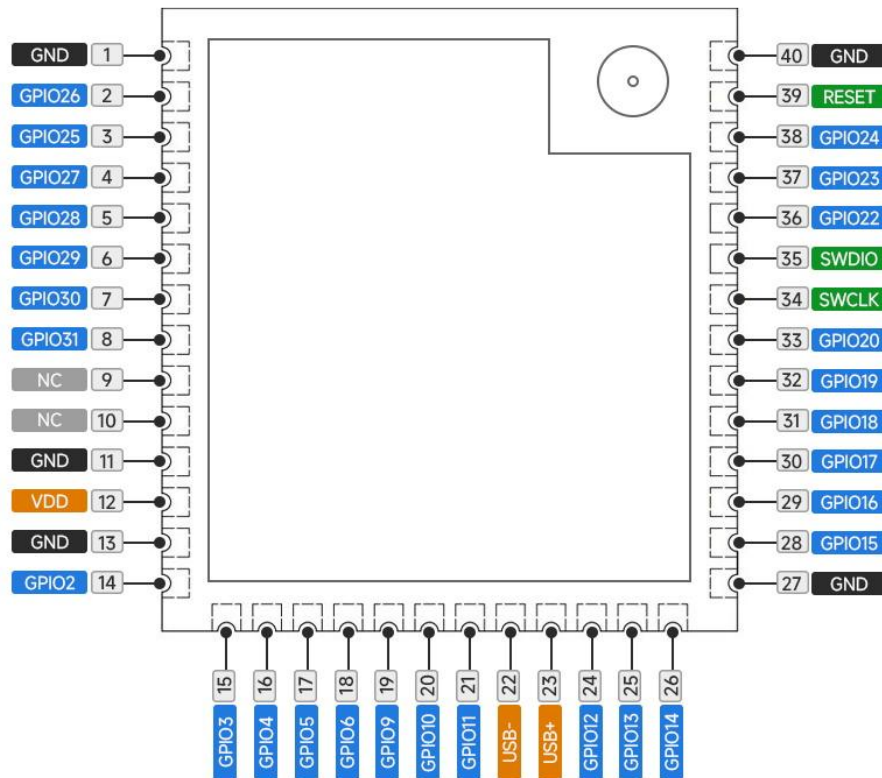 GND 1
GPIO26 2
GPIO25 3
GPIO27 4
GPIO28 5
GPIO29 6
GPIO30 7
GPIO31 8
NC 9
NC 10
GND 11
VDD 12
GND 13
GPIO2 14
15 GPIO3
16 GPIO4
17 GPIO5
18 GPIO6
19 GPIO9
20 GPIO10
21 GPIO11
22 USB-
23 USB+
24 GPIO12
25 GPIO13
26 GPIO14
40 GND
39 RESET
38 GPIO24
37 GPIO23
36 GPIO22
35 SWDIO
34 SWCLK
33 GPIO20
32 GPIO19
31 GPIO18
30 GPIO17
29 GPIO16
28 GPIO15
27 GND